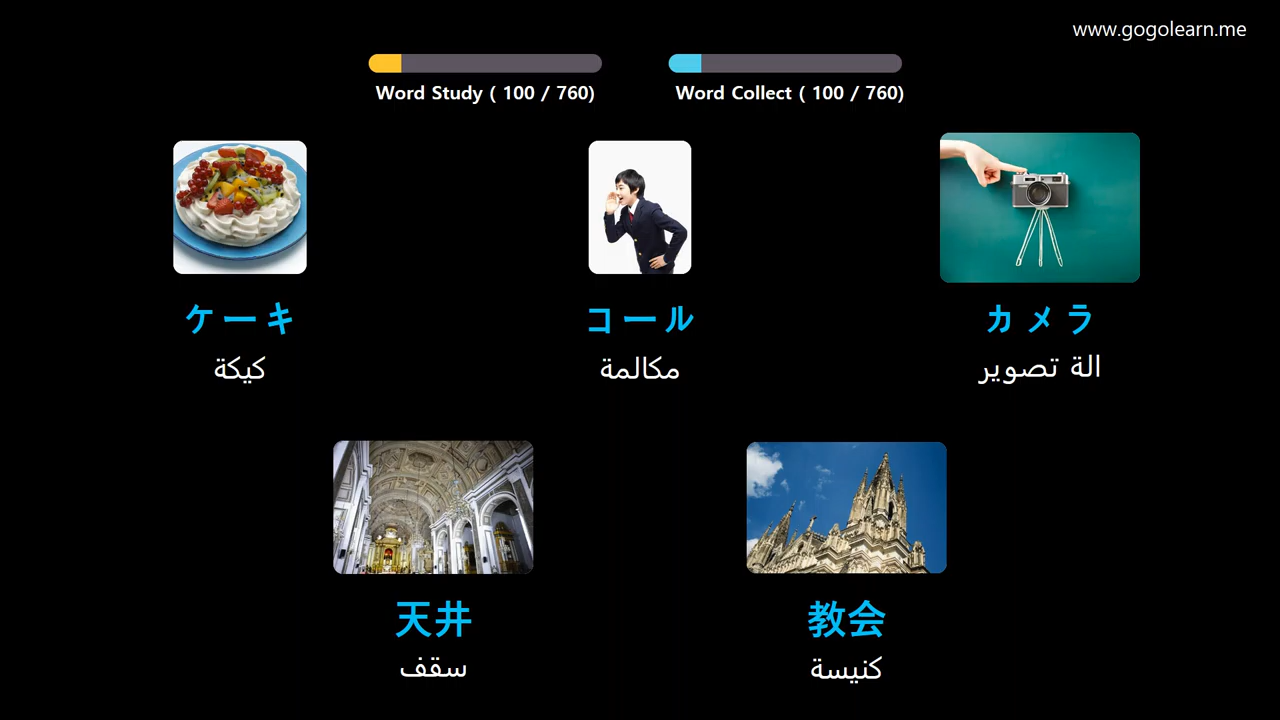 www.gogolearn.me
Word Study ( 100 / 760)
Word Collect ( 100 / 760)
ケーキ
كيكة
コール
مكالمة
カメラ
الة تصوير
天井
سقف
教会
كنيسة